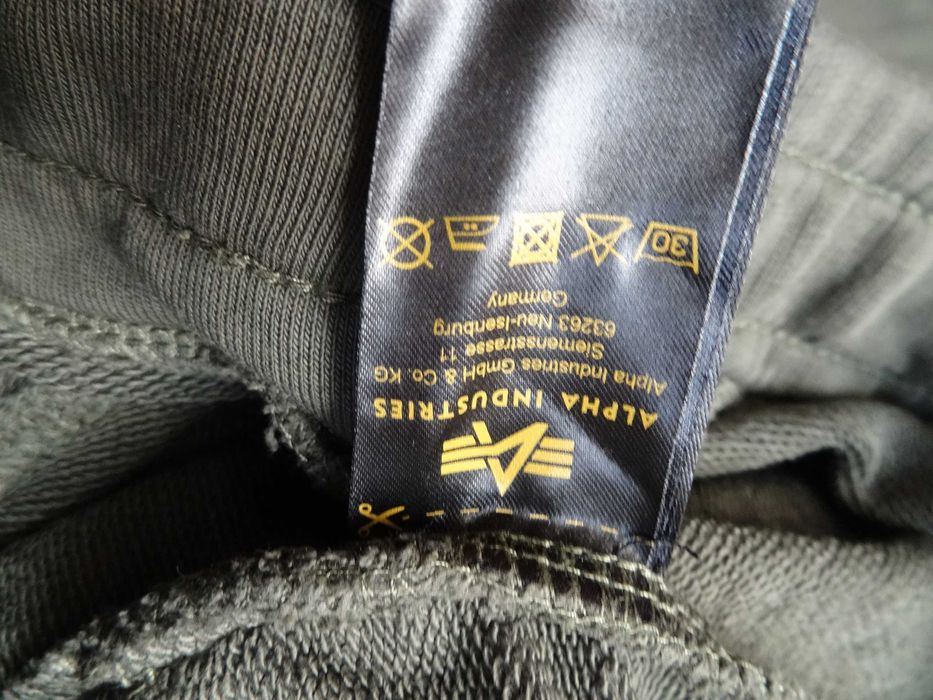 ALPHA INDUSTRIES
Alpha Industries GmbH & Co. KG
Siemensstrasse 11
63263 Neu-Isenburg
Germany
30